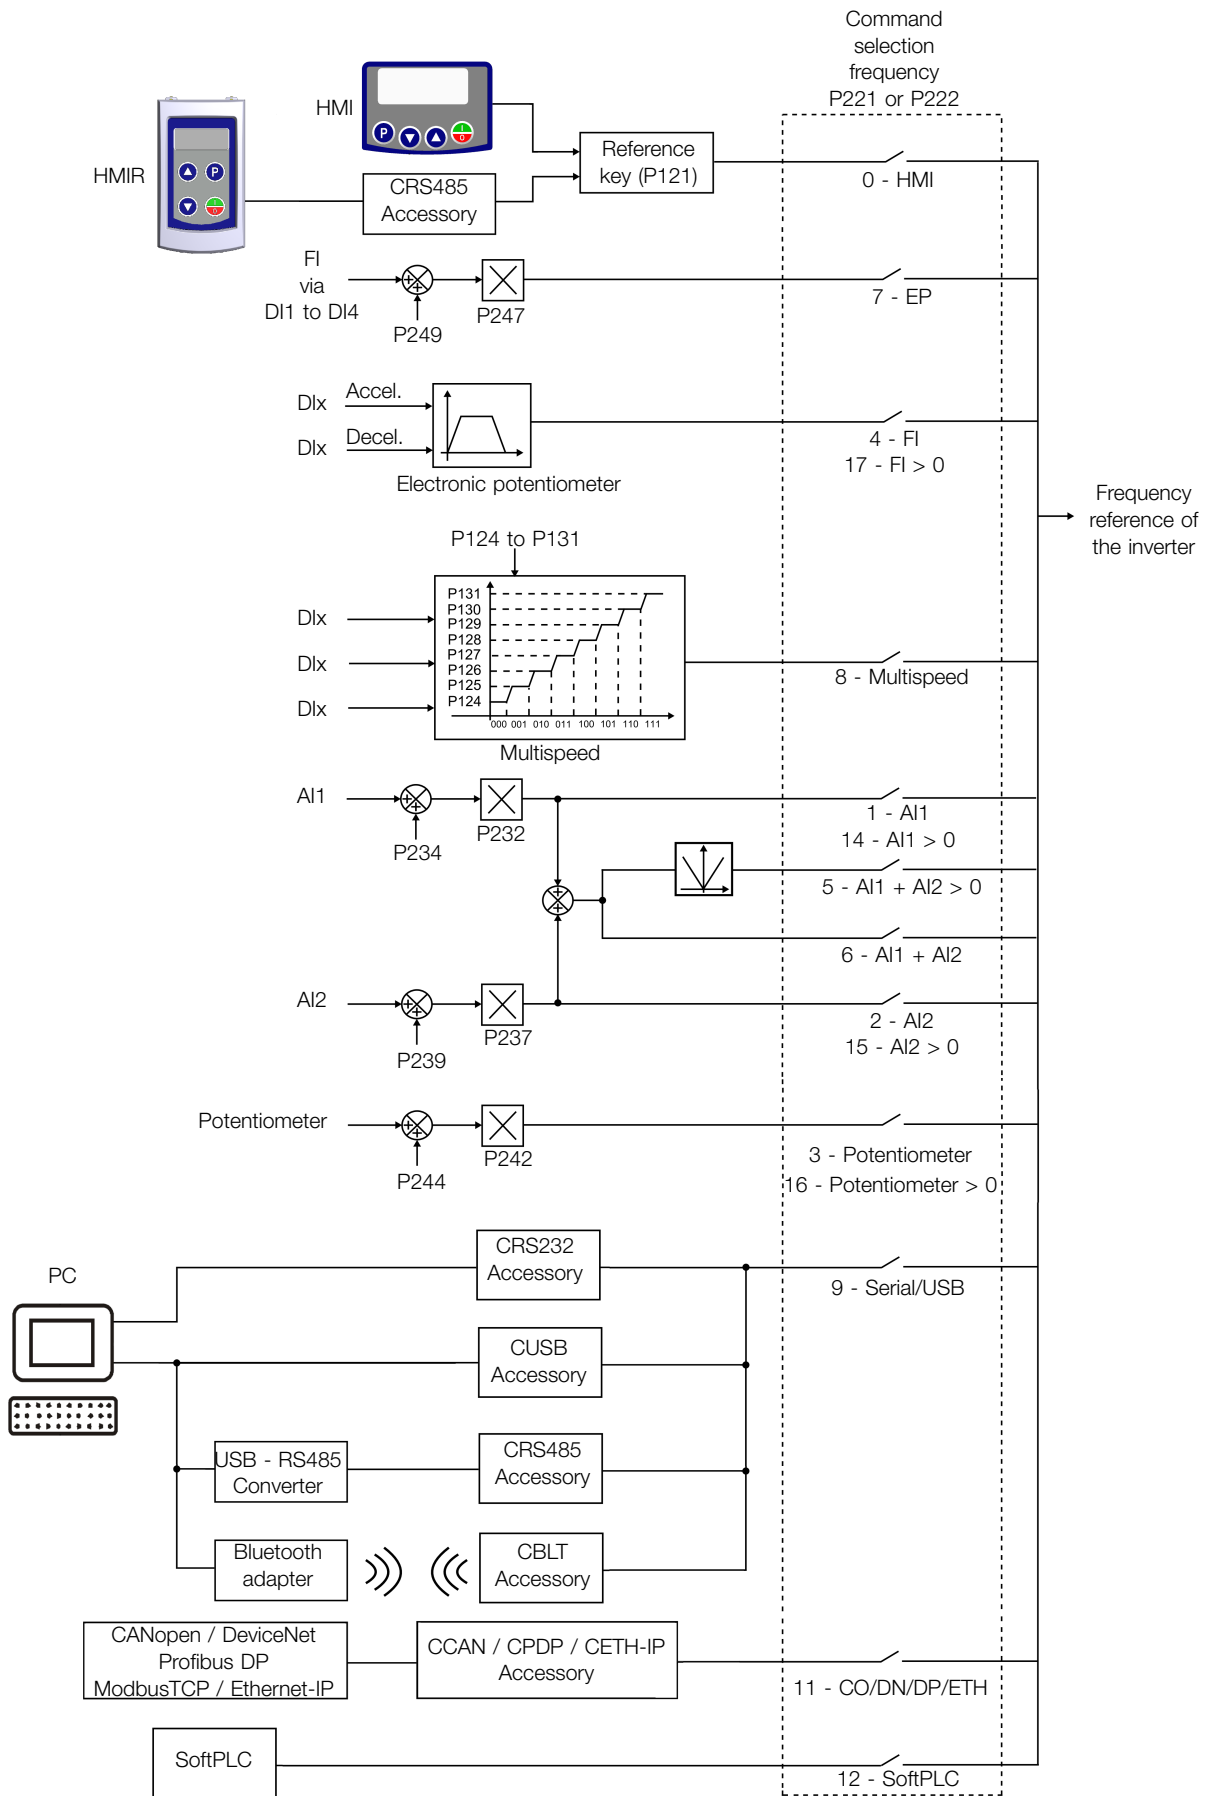 Command
selection
frequency
P221 or P222
HMI
P
I
0
HMIR
P
I
0
CRS485
Accessory
Reference
key (P121)
0 - HMI
FI
via
DI1 to DI4
P249
P247
7 - EP
DIx
Accel.
DIx
Decel.
Electronic potentiometer
4 - FI
17 - FI > 0
Frequency
reference of
the inverter
P124 to P131
DIx
DIx
DIx
P131
P130
P129
P128
P127
P126
P125
P124
000 001 010 011 100 101 110 111
Multispeed
8 - Multispeed
AI1
P234
P232
1 - AI1
14 - AI1 > 0
5 - AI1 + AI2 > 0
6 - AI1 + AI2
AI2
P239
P237
2 - AI2
15 - AI2 > 0
Potentiometer
P244
P242
3 - Potentiometer
16 - Potentiometer > 0
PC
CRS232
Accessory
9 - Serial/USB
CUSB
Accessory
USB - RS485
Converter
CRS485
Accessory
Bluetooth
adapter
CBLT
Accessory
CANopen / DeviceNet
Profibus DP
ModbusTCP / Ethernet-IP
CCAN / CPDP / CETH-IP
Accessory
11 - CO/DN/DP/ETH
SoftPLC
12 - SoftPLC